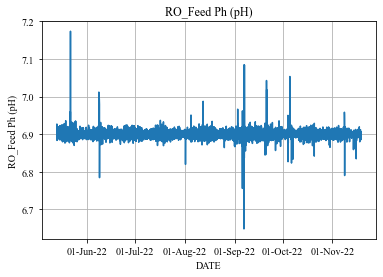 RO_Feed Ph (pH)
7.2
7.1
7.0
6.9
6.8
6.7
RO_Feed Ph (pH)
01-Jun-22
01-Jul-22
01-Aug-22
01-Sep-22
01-Oct-22
01-Nov-22
DATE